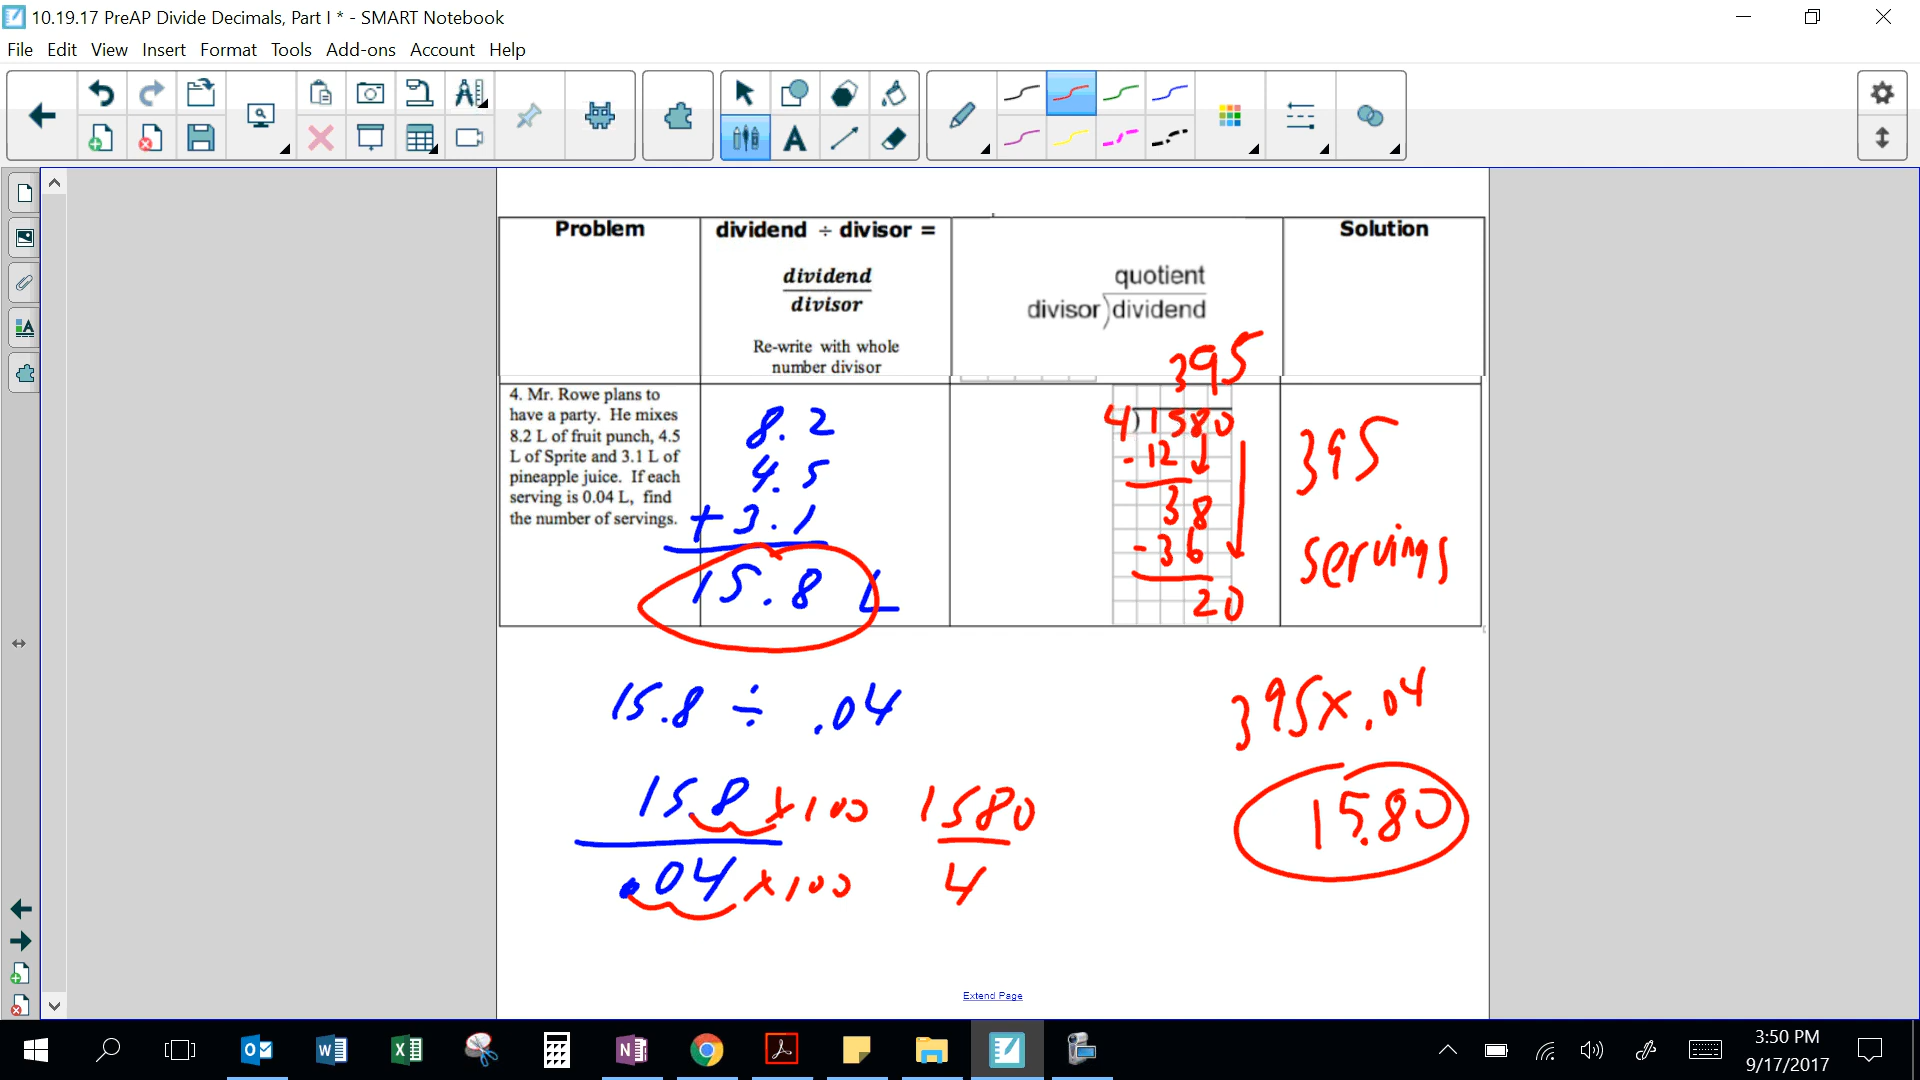 10.19.17 PreAP Divide Decimals, Part I * - SMART Notebook
File Edit View Insert Format Tools Add-ons Account Help
Problem
dividend ÷ divisor =
dividend
divisor
Re-write with whole
number divisor
quotient
divisor)dividend
Solution
4. Mr. Rowe plans to
have a party. He mixes
8.2 L of fruit punch, 4.5
L of Sprite and 3.1 L of
pineapple juice. If each
serving is 0.04 L, find
the number of servings.
8.2
4.5
+ 3.1
15.8 L
395
4)1580
-12
38
-36
20
395
servings
15.8 ÷ .04
15.8 x100
.04 x100
1580
4
395x.04
15.80
Extend Page
3:50 PM
9/17/2017